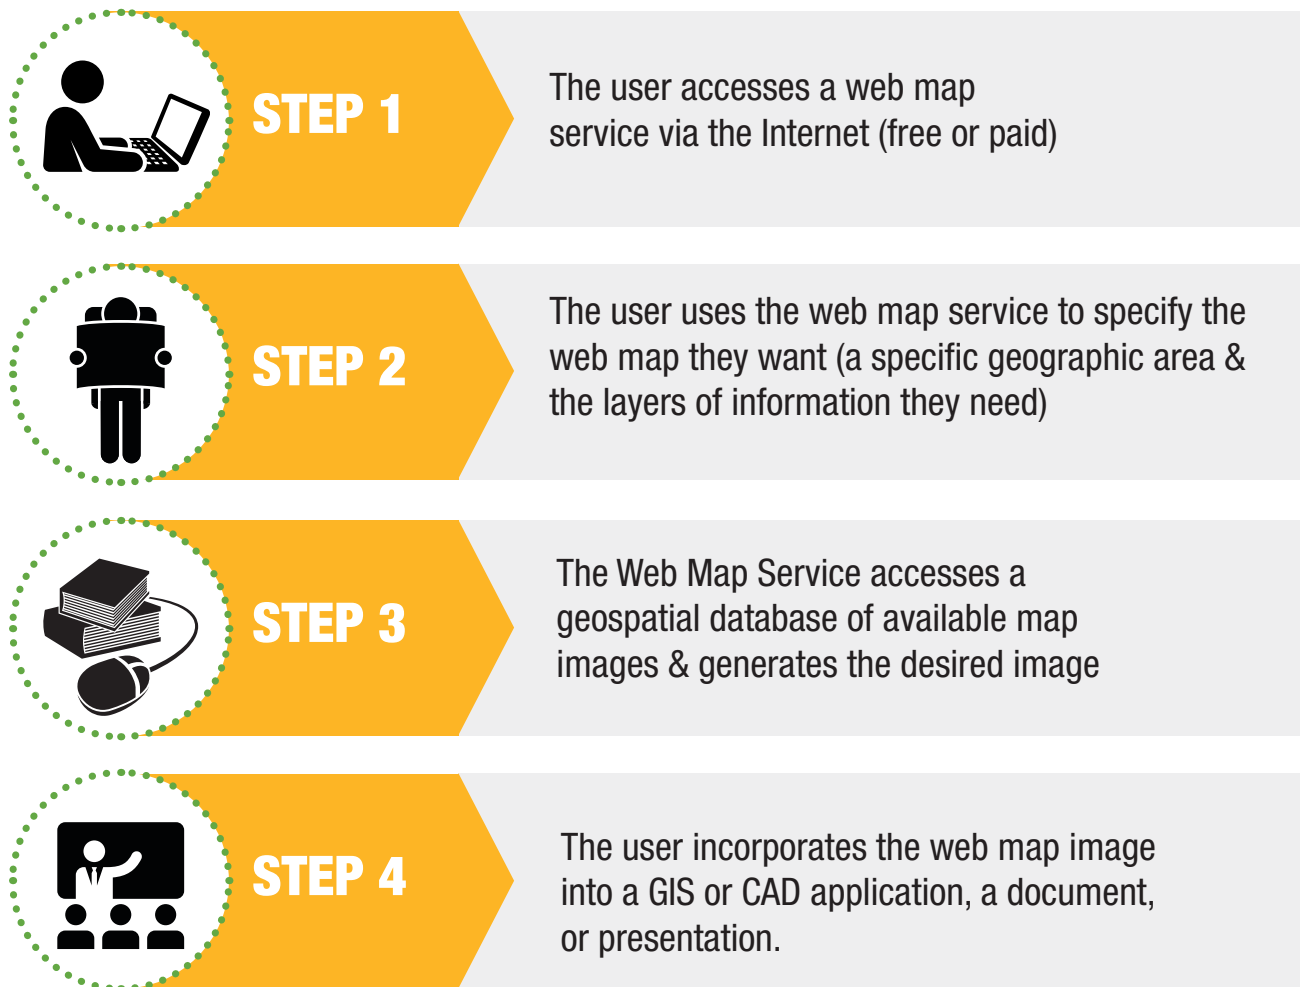 STEP 1
The user accesses a web map
service via the Internet (free or paid)
STEP 2
The user uses the web map service to specify the
web map they want (a specific geographic area &
the layers of information they need)
STEP 3
The Web Map Service accesses a
geospatial database of available map
images & generates the desired image
STEP 4
The user incorporates the web map image
into a GIS or CAD application, a document,
or presentation.